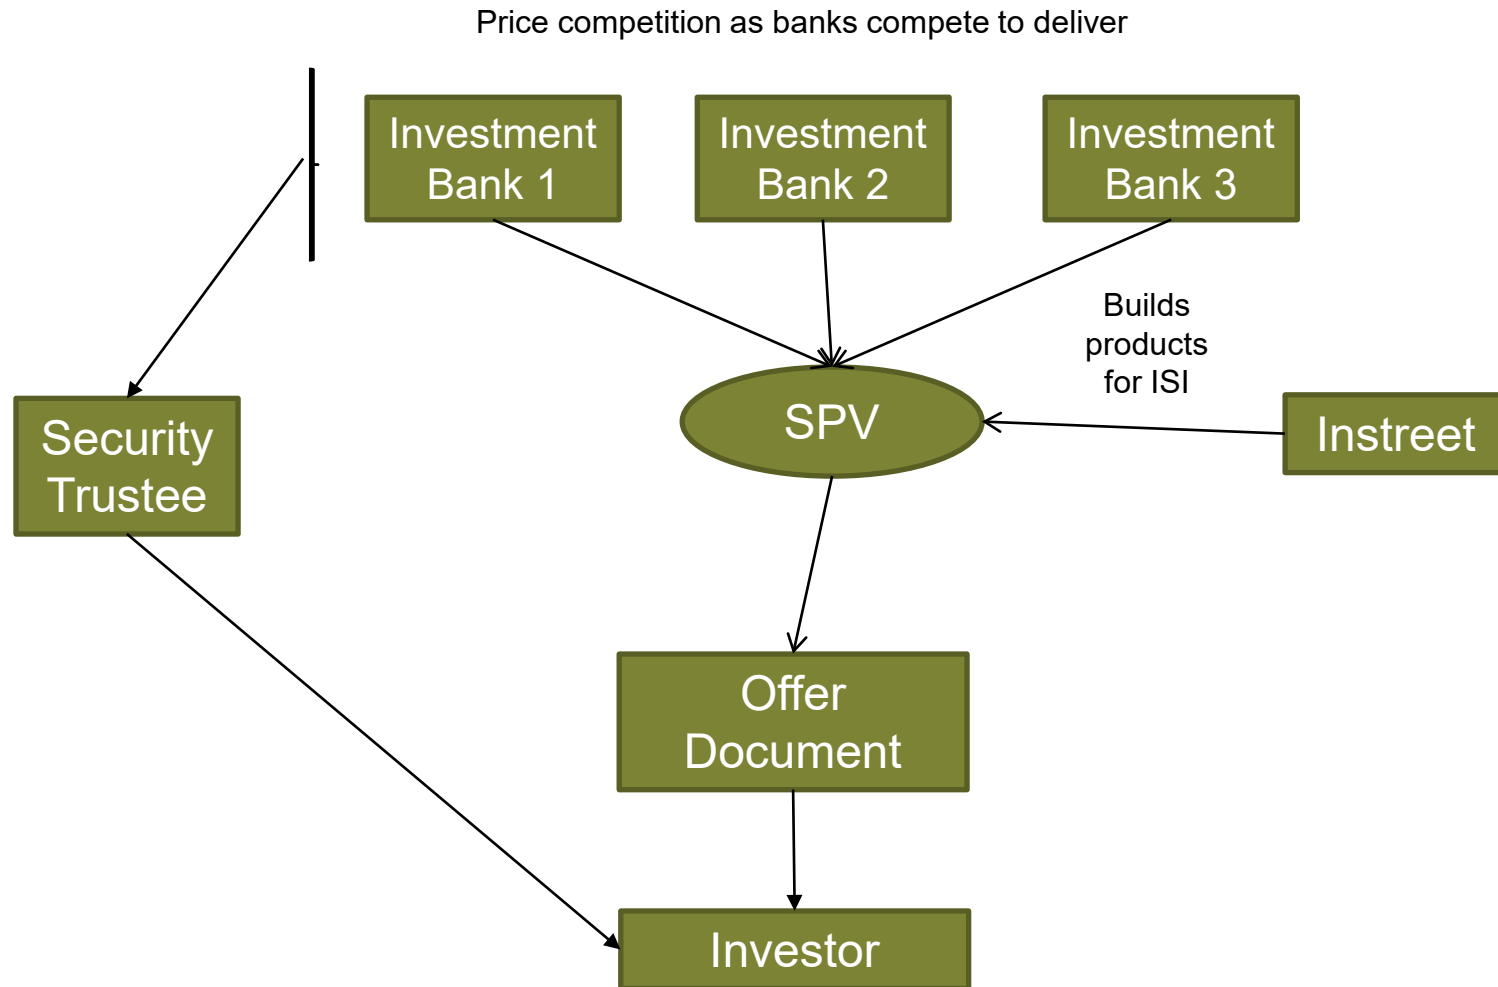 Price competition as banks compete to deliver
Investment
Bank 1
Investment
Bank 2
Investment
Bank 3
Builds
products
for ISI
Security
Trustee
SPV
Instreet
Offer
Document
Investor